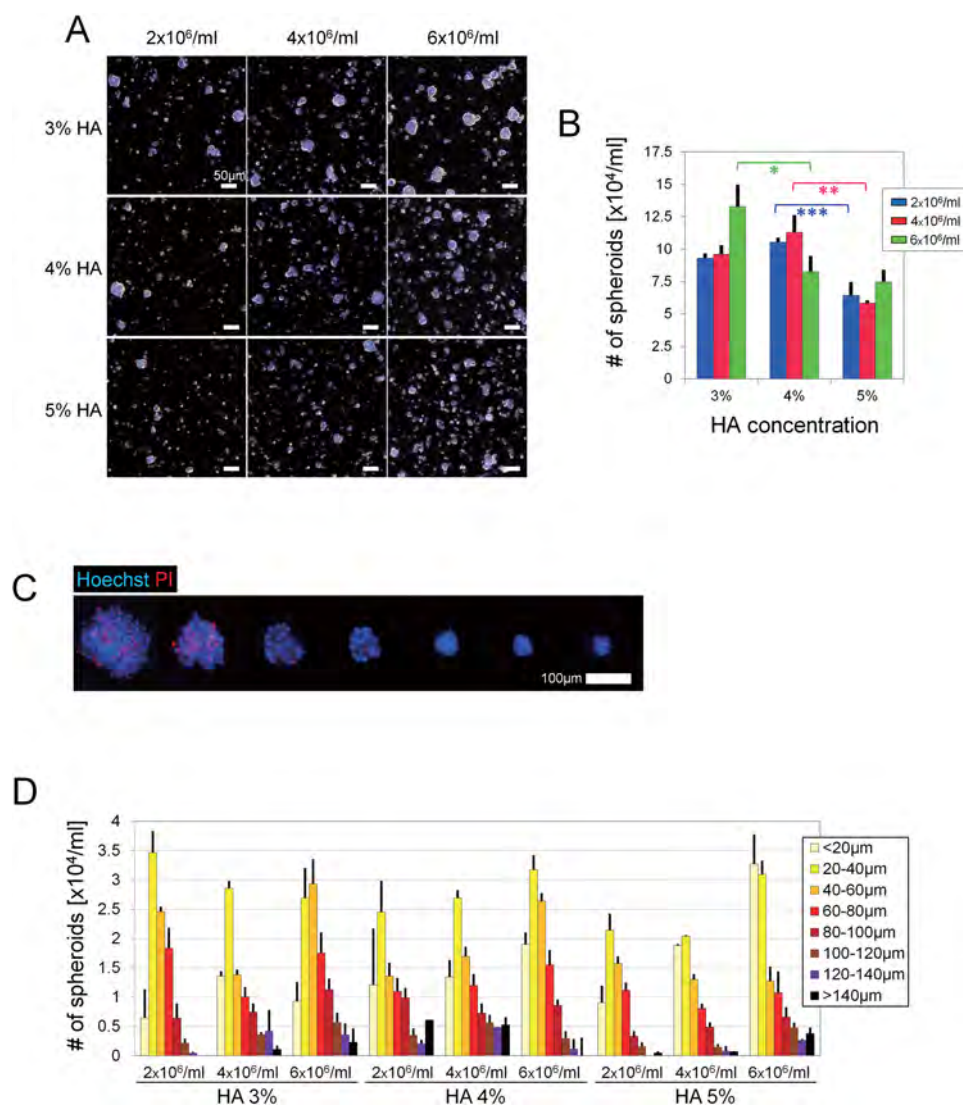 A
2x10⁶/ml 4x10⁶/ml 6x10⁶/ml
3% HA
50µm
4% HA
5% HA
B
# of spheroids [x10⁴/ml]
17.5
15
12.5
10
7.5
5
2.5
0
*
**
***
2x10⁶/ml
4x10⁶/ml
6x10⁶/ml
3% 4% 5%
HA concentration
C
Hoechst PI
100µm
D
# of spheroids [x10⁴/ml]
4
3.5
3
2.5
2
1.5
1
0.5
0
<20µm
20-40µm
40-60µm
60-80µm
80-100µm
100-120µm
120-140µm
>140µm
2x10⁶/ml 4x10⁶/ml 6x10⁶/ml 2x10⁶/ml 4x10⁶/ml 6x10⁶/ml 2x10⁶/ml 4x10⁶/ml 6x10⁶/ml
HA 3% HA 4% HA 5%